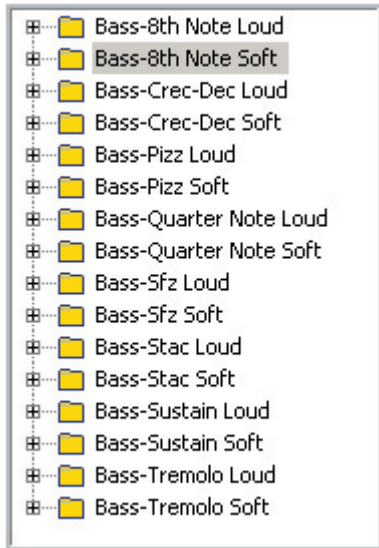 Bass-8th Note Loud
Bass-8th Note Soft
Bass-Crec-Dec Loud
Bass-Crec-Dec Soft
Bass-Pizz Loud
Bass-Pizz Soft
Bass-Quarter Note Loud
Bass-Quarter Note Soft
Bass-Sfz Loud
Bass-Sfz Soft
Bass-Stac Loud
Bass-Stac Soft
Bass-Sustain Loud
Bass-Sustain Soft
Bass-Tremolo Loud
Bass-Tremolo Soft